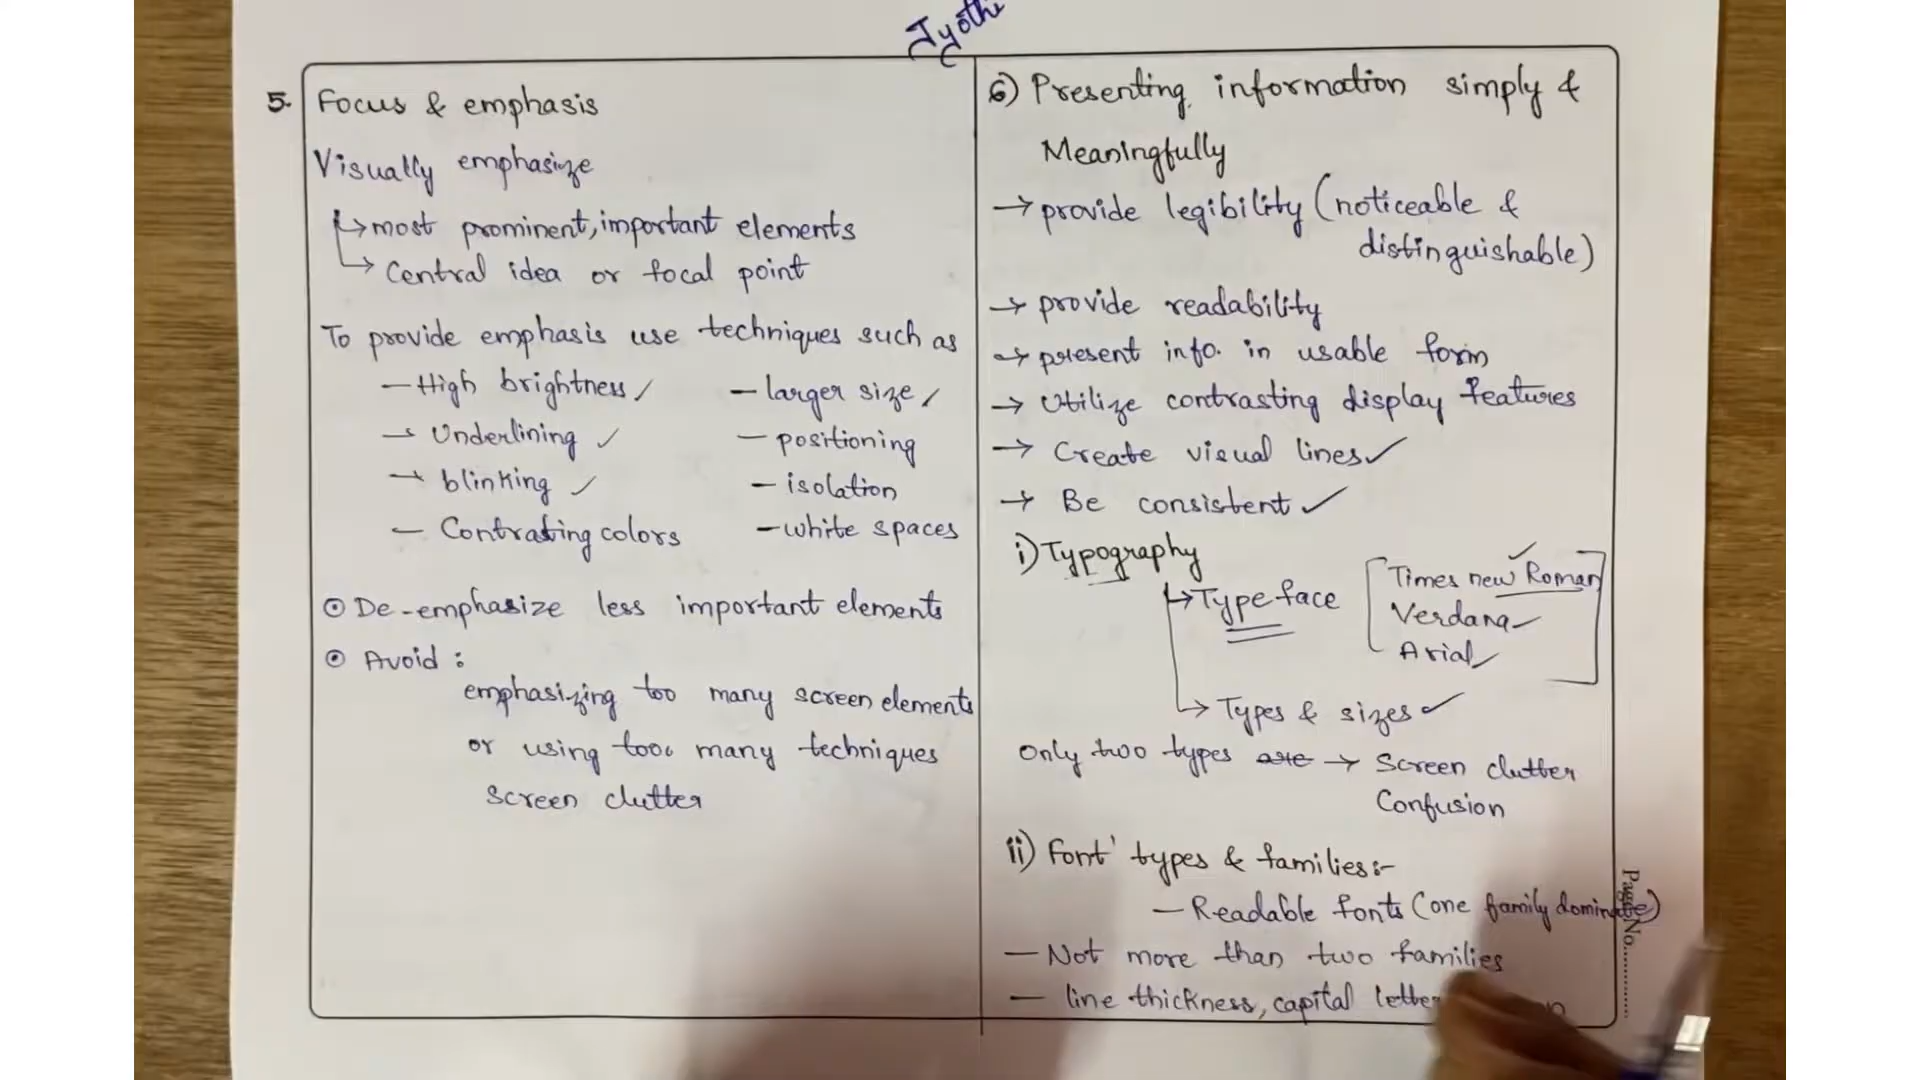 Jyothi
5. Focus & emphasis
Visually emphasize
↳ most prominent, important elements
↳ Central idea or focal point
To provide emphasis use techniques such as
— High brightness ✓ — larger size ✓
→ Underlining ✓ — positioning
→ blinking ✓ — isolation
— Contrating colors — white spaces
⊙ De-emphasize less important elements
⊙ Avoid :
emphasizing too many screen elements
or using too many techniques
screen clutter
6) Presenting information simply &
Meaningfully
→ provide legibility (noticeable &
distinguishable)
→ provide readability
→ present info. in usable form
→ Utilize contrasting display features
→ Create visual lines ✓
→ Be consistent ✓
i) Typography
↳ Type face [Times new Roman
Verdana
Arial]
↳ Types & sizes ✓
Only two types are → Screen clutter
Confusion
ii) Font' types & families:-
— Readable fonts (one family dominate)
— Not more than two families
— line thickness, capital letter
Page No.............